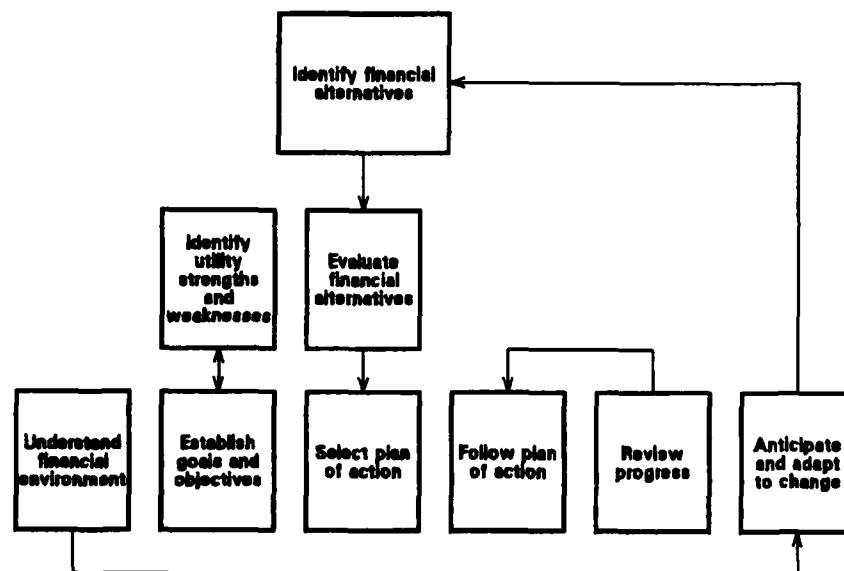 Identify financial
alternatives
Identify
utility
strengths
and
weaknesses
Evaluate
financial
alternatives
Understand
financial
environment
Establish
goals and
objectives
Select plan
of action
Follow plan
of action
Review
progress
Anticipate
and adapt
to change